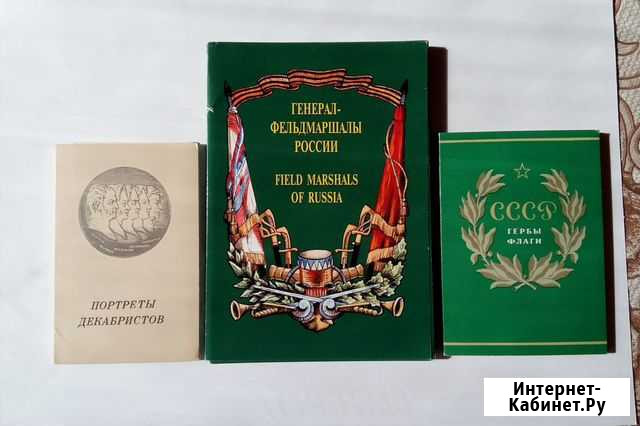 ПОРТРЕТЫ
ДЕКАБРИСТОВ
ГЕНЕРАЛ-
ФЕЛЬДМАРШАЛЫ
РОССИИ
FIELD MARSHALS
OF RUSSIA
СССР
ГЕРБЫ
ФЛАГИ
Интернет-
Кабинет.Ру